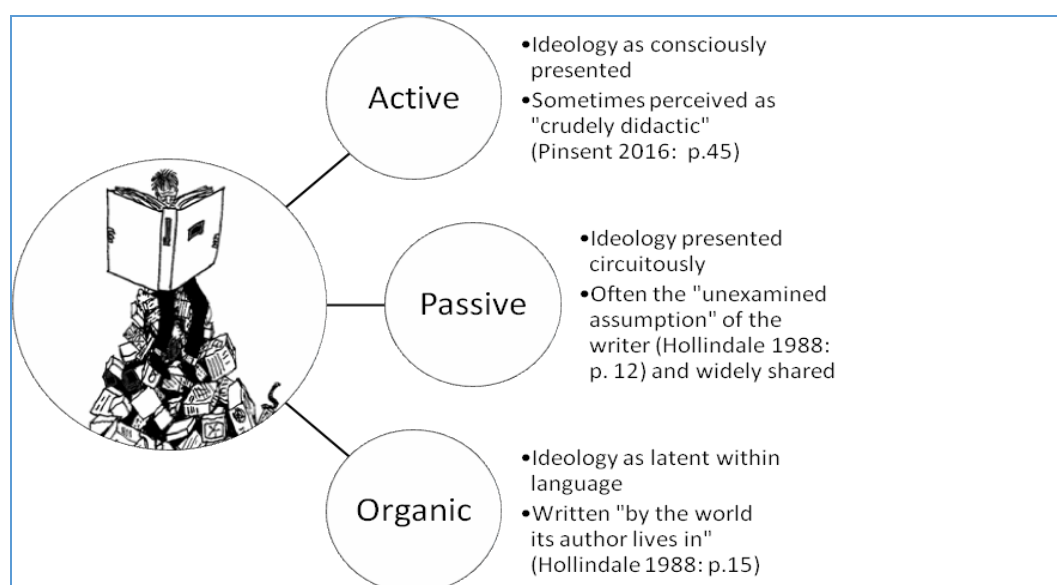 Active
•Ideology as consciously
presented
•Sometimes perceived as
"crudely didactic"
(Pinsent 2016:  p.45)
Passive
•Ideology presented
circuitously
•Often the "unexamined
assumption" of the
writer (Hollindale 1988:
p. 12) and widely shared
Organic
•Ideology as latent within
language
•Written "by the world
its author lives in"
(Hollindale 1988: p.15)